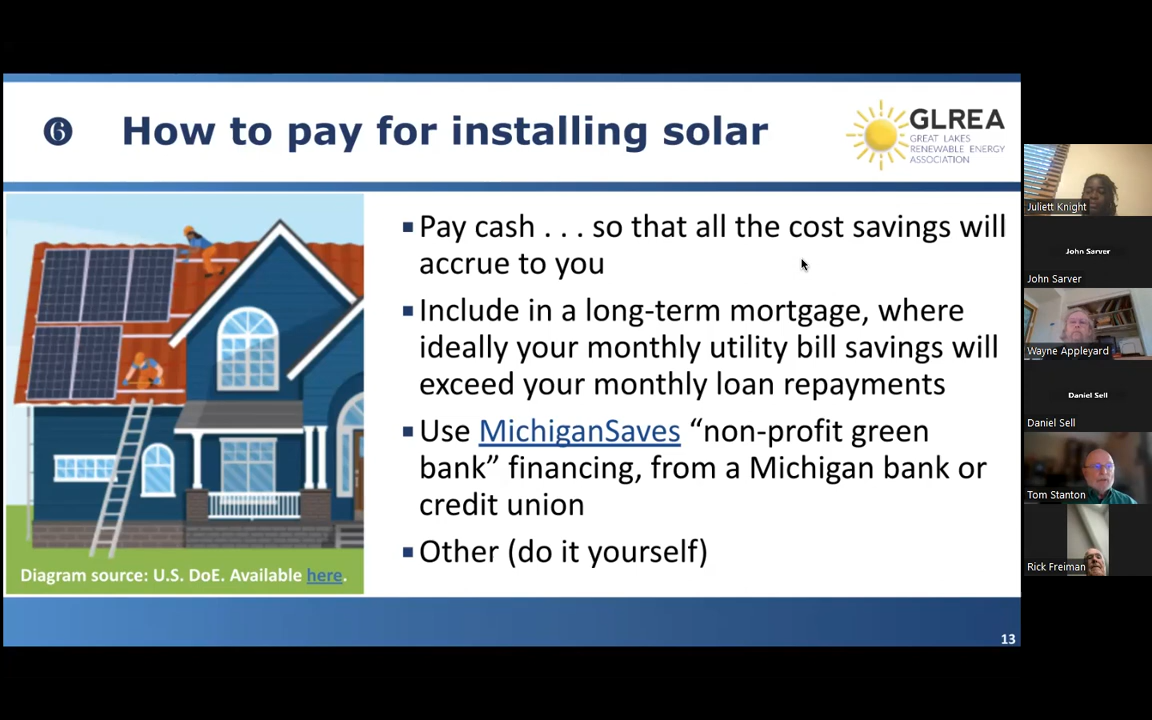 ❻ How to pay for installing solar
GLREA
GREAT LAKES
RENEWABLE ENERGY
ASSOCIATION
▪Pay cash . . . so that all the cost savings will
accrue to you
▪Include in a long-term mortgage, where
ideally your monthly utility bill savings will
exceed your monthly loan repayments
▪Use MichiganSaves “non-profit green
bank” financing, from a Michigan bank or
credit union
▪Other (do it yourself)
Diagram source: U.S. DoE. Available here.
13
Juliett Knight
John Sarver
John Sarver
Wayne Appleyard
Daniel Sell
Daniel Sell
Tom Stanton
Rick Freiman